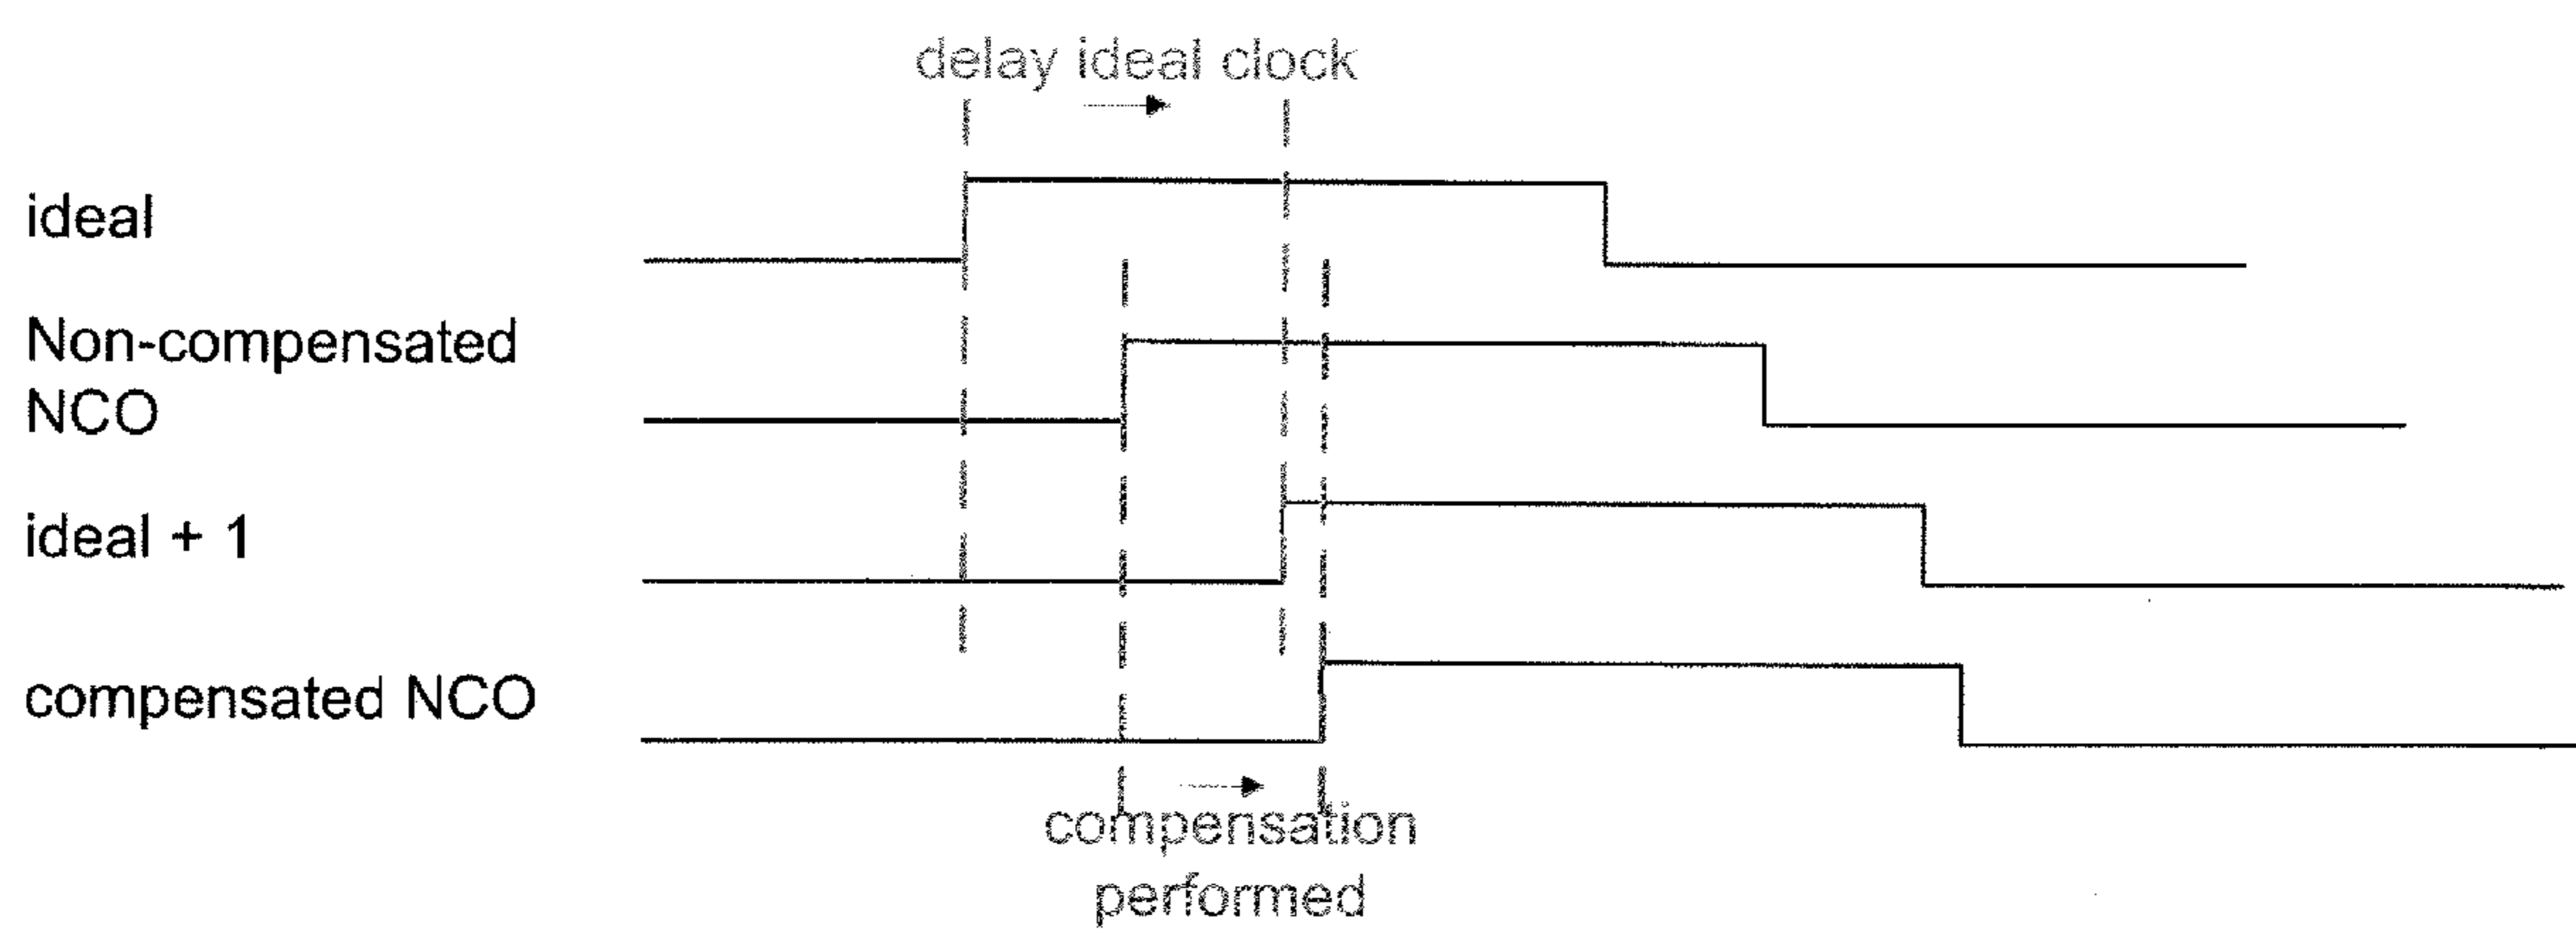 delay ideal clock
ideal
Non-compensated
NCO
ideal + 1
compensated NCO
compensation
performed